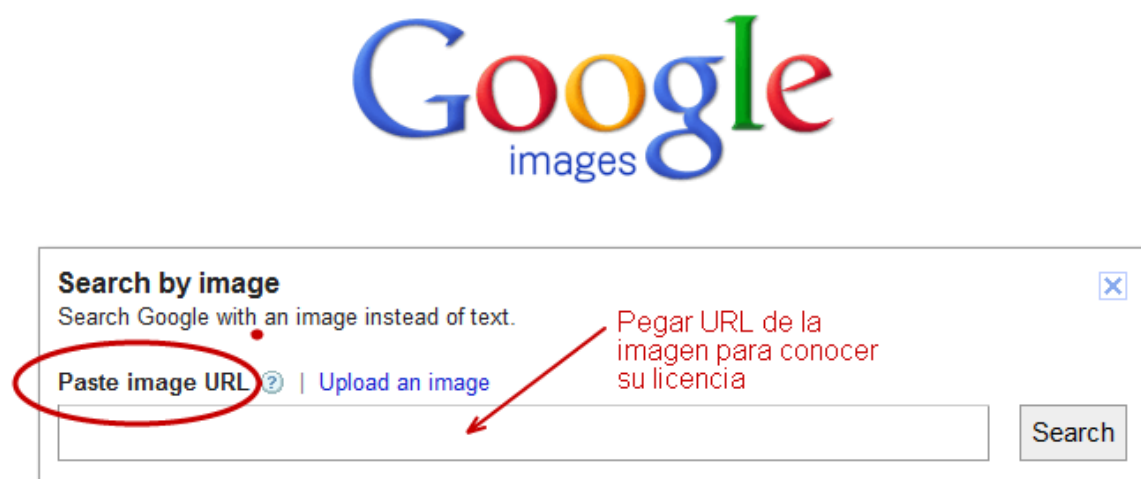 Google
images
Search by image
Search Google with an image instead of text.
Pegar URL de la
imagen para conocer
su licencia
Paste image URL ? | Upload an image
Search